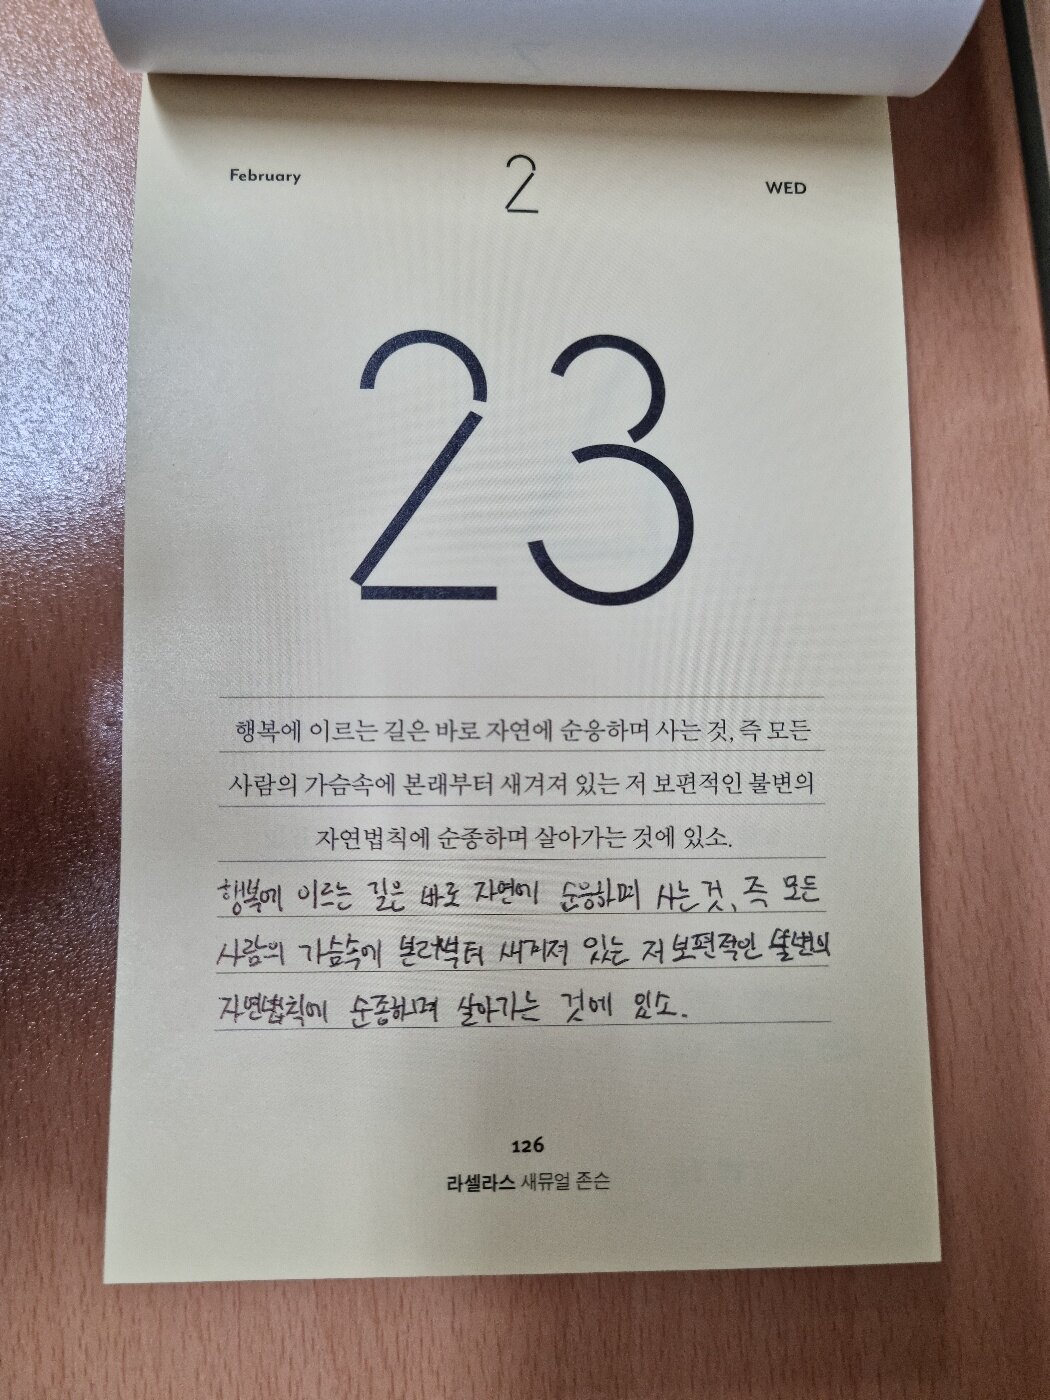 February 2 WED
23
행복에 이르는 길은 바로 자연에 순응하며 사는 것, 즉 모든
사람의 가슴속에 본래부터 새겨져 있는 저 보편적인 불변의
자연법칙에 순종하며 살아가는 것에 있소.
행복에 이르는 길은 바로 자연에 순응하며 사는 것, 즉 모든
사람의 가슴속에 본래부터 새겨져 있는 저 보편적인 불변의
자연법칙에 순종하며 살아가는 것에 있소.
126
라셀라스 새뮤얼 존슨